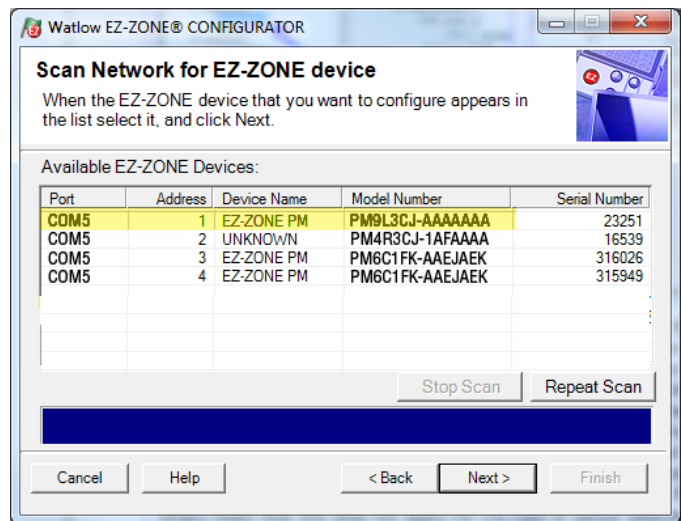 Watlow EZ-ZONE® CONFIGURATOR
Scan Network for EZ-ZONE device
When the EZ-ZONE device that you want to configure appears in
the list select it, and click Next.
Available EZ-ZONE Devices:
Port Address Device Name Model Number Serial Number
COM5 1 EZ-ZONE PM PM9L3CJ-AAAAAAA 23251
COM5 2 UNKNOWN PM4R3CJ-1AFAAAA 16539
COM5 3 EZ-ZONE PM PM6C1FK-AAEJAEK 316026
COM5 4 EZ-ZONE PM PM6C1FK-AAEJAEK 315949
Stop Scan Repeat Scan
Cancel Help < Back Next > Finish